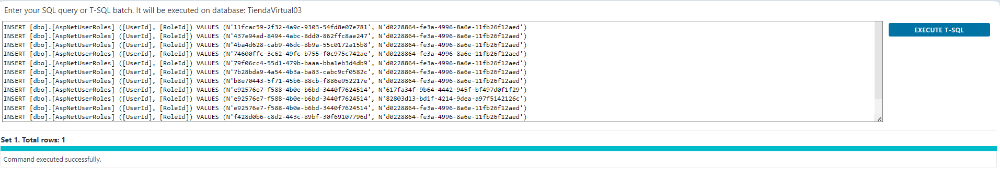 Enter your SQL query or T-SQL batch. It will be executed on database: TiendaVirtual03
INSERT [dbo].[AspNetUserRoles] ([UserId], [RoleId]) VALUES (N'11fcac59-2f32-4a9c-9303-54fd8e07e781', N'd0228864-fe3a-4996-8a6e-11fb26f12aed')
INSERT [dbo].[AspNetUserRoles] ([UserId], [RoleId]) VALUES (N'437e94ad-8494-4abc-8dd0-862ffc8ae247', N'd0228864-fe3a-4996-8a6e-11fb26f12aed')
INSERT [dbo].[AspNetUserRoles] ([UserId], [RoleId]) VALUES (N'4ba4d628-cab9-46dc-8b9a-55c0172a15b8', N'd0228864-fe3a-4996-8a6e-11fb26f12aed')
INSERT [dbo].[AspNetUserRoles] ([UserId], [RoleId]) VALUES (N'74600ffc-3c62-49fc-b755-f0c975c742ae', N'd0228864-fe3a-4996-8a6e-11fb26f12aed')
INSERT [dbo].[AspNetUserRoles] ([UserId], [RoleId]) VALUES (N'79f06cc4-55d1-479b-baaa-bba1eb3d4db9', N'd0228864-fe3a-4996-8a6e-11fb26f12aed')
INSERT [dbo].[AspNetUserRoles] ([UserId], [RoleId]) VALUES (N'7b28bda9-4a54-4b3a-ba83-cabc9cf0582c', N'd0228864-fe3a-4996-8a6e-11fb26f12aed')
INSERT [dbo].[AspNetUserRoles] ([UserId], [RoleId]) VALUES (N'b8e70443-5f71-45b6-88cb-f886e952217e', N'd0228864-fe3a-4996-8a6e-11fb26f12aed')
INSERT [dbo].[AspNetUserRoles] ([UserId], [RoleId]) VALUES (N'e92576e7-f588-4b0e-b6bd-3440f7624514', N'617fa34f-9b64-4442-945f-bf497d0f1f29')
INSERT [dbo].[AspNetUserRoles] ([UserId], [RoleId]) VALUES (N'e92576e7-f588-4b0e-b6bd-3440f7624514', N'82803d13-bd1f-4214-9dea-a97f5142126c')
INSERT [dbo].[AspNetUserRoles] ([UserId], [RoleId]) VALUES (N'e92576e7-f588-4b0e-b6bd-3440f7624514', N'd0228864-fe3a-4996-8a6e-11fb26f12aed')
INSERT [dbo].[AspNetUserRoles] ([UserId], [RoleId]) VALUES (N'f428d0b6-c8d2-443c-89bf-30f69107796d', N'd0228864-fe3a-4996-8a6e-11fb26f12aed')
EXECUTE T-SQL
Set 1. Total rows: 1
Command executed successfully.